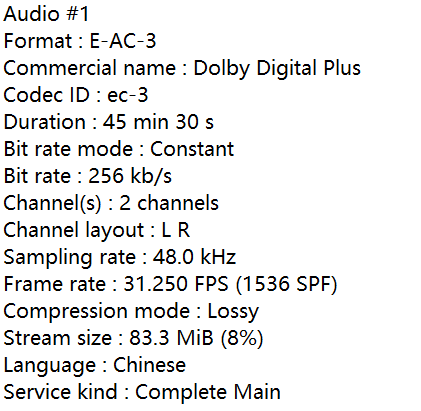 Audio #1
Format : E-AC-3
Commercial name : Dolby Digital Plus
Codec ID : ec-3
Duration : 45 min 30 s
Bit rate mode : Constant
Bit rate : 256 kb/s
Channel(s) : 2 channels
Channel layout : L R
Sampling rate : 48.0 kHz
Frame rate : 31.250 FPS (1536 SPF)
Compression mode : Lossy
Stream size : 83.3 MiB (8%)
Language : Chinese
Service kind : Complete Main